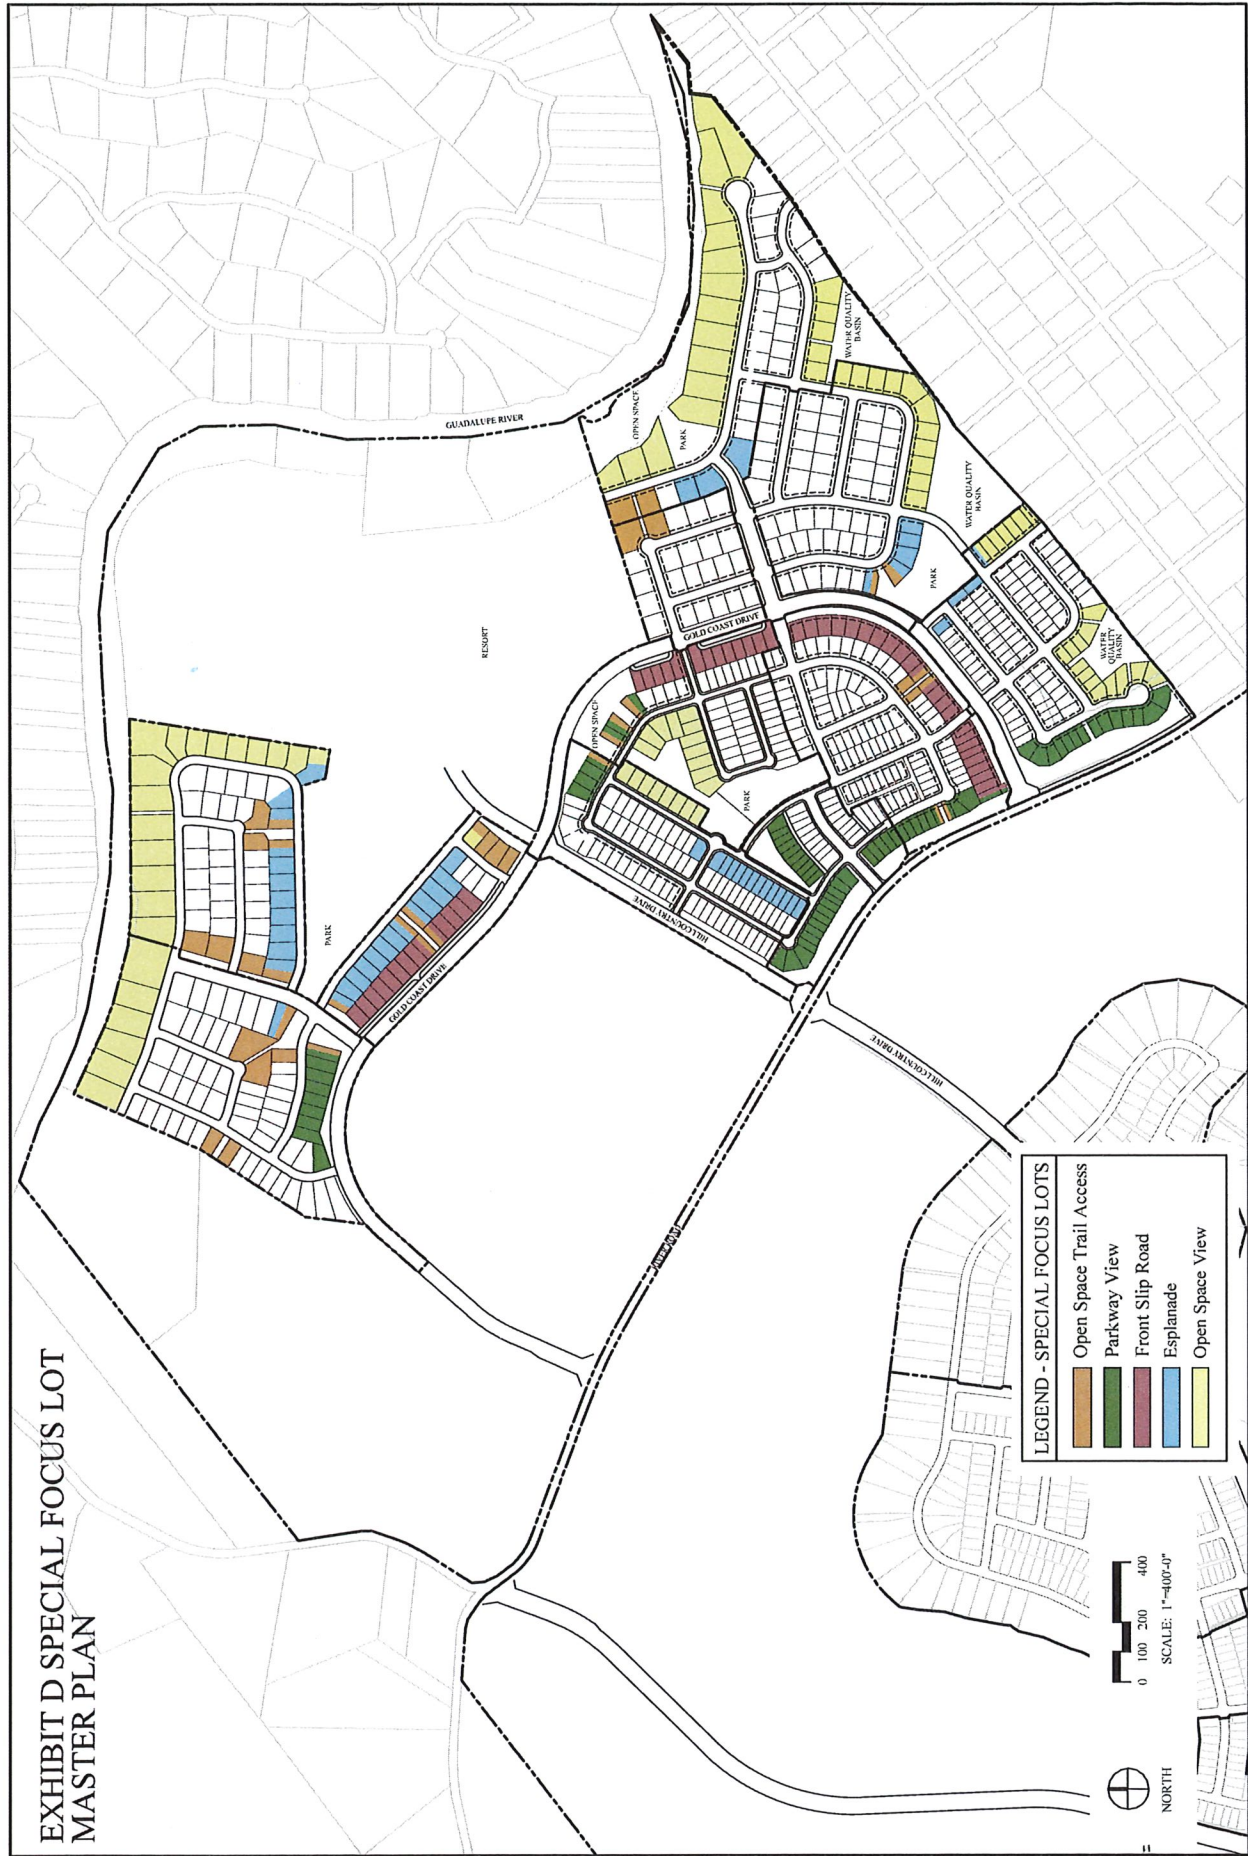 EXHIBIT D SPECIAL FOCUS LOT
MASTER PLAN
GUADALUPE RIVER
OPEN SPACE
PARK
WATER QUALITY
BASIN
WATER QUALITY
BASIN
PARK
WATER
QUALITY
BASIN
RESORT
GOLD COAST DRIVE
OPEN SPACE
PARK
PARK
GOLD COAST DRIVE
HILLCOUNTRY DRIVE
HILLCOUNTRY DRIVE
LEGEND - SPECIAL FOCUS LOTS
Open Space Trail Access
Parkway View
Front Slip Road
Esplanade
Open Space View
NORTH
0 100 200 400
SCALE: 1"=400'-0"